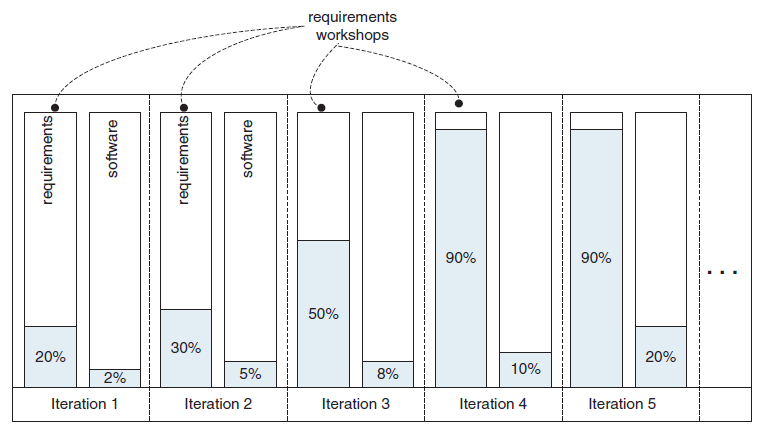 requirements
workshops
requirements
software
requirements
software
20%
2%
30%
5%
50%
8%
90%
10%
90%
20%
. . .
Iteration 1
Iteration 2
Iteration 3
Iteration 4
Iteration 5